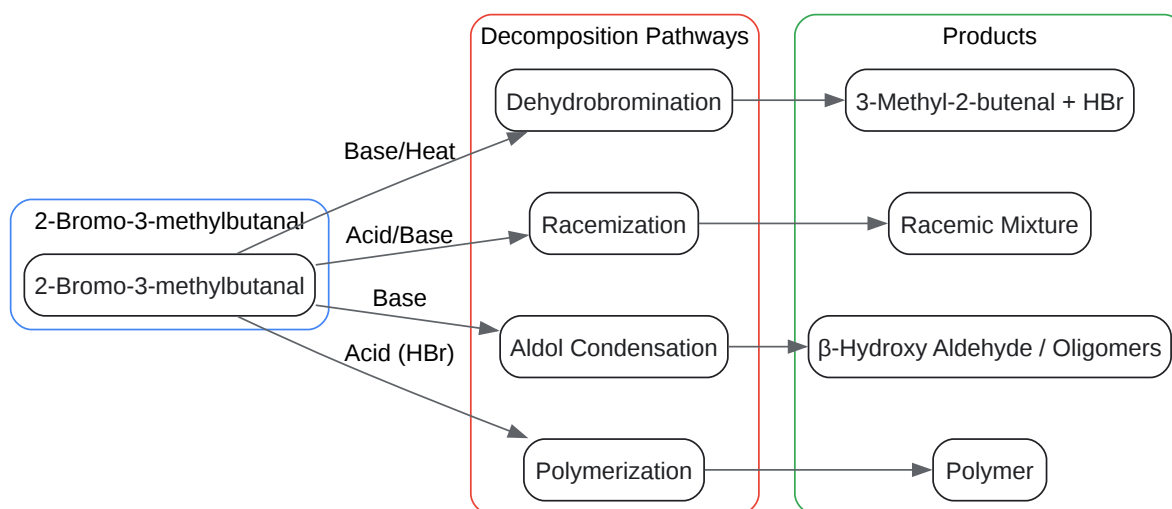 Decomposition Pathways
Products
Dehydrobromination
3-Methyl-2-butenal + HBr
Base/Heat
2-Bromo-3-methylbutanal
Acid/Base
Racemization
Racemic Mixture
2-Bromo-3-methylbutanal
Base
Aldol Condensation
β-Hydroxy Aldehyde / Oligomers
Acid (HBr)
Polymerization
Polymer